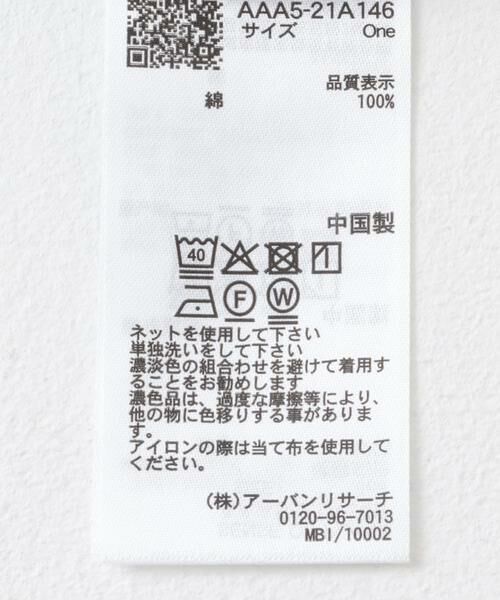 AAA5-21A146
サイズ One
品質表示
綿 100%
中国製
40
F W
ネットを使用して下さい
単独洗いをして下さい
濃淡色の組合わせを避けて着用す
ることをお勧めします
濃色品は、過度な摩擦等により、
他の物に色移りする事がありま
す。
アイロンの際は当て布を使用して
ください。
(株)アーバンリサーチ
0120-96-7013
MBI/10002